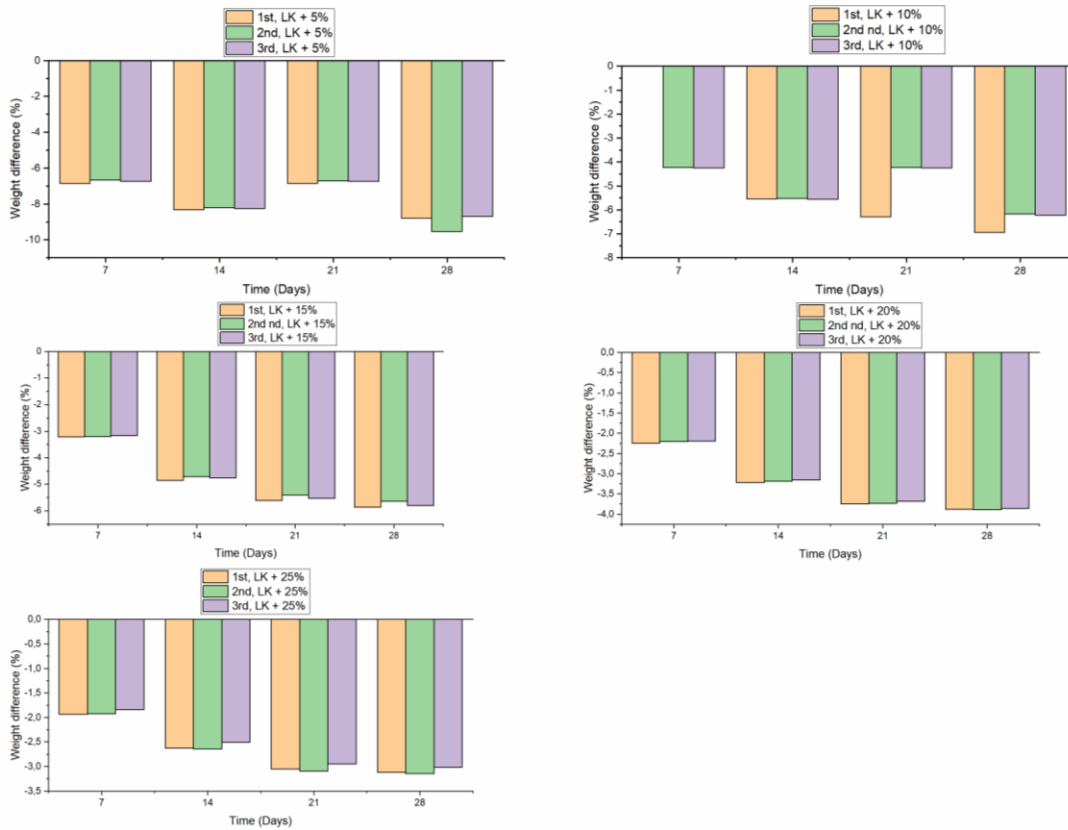 1st, LK + 5%
2nd, LK + 5%
3rd, LK + 5%
0
-2
-4
-6
-8
-10
Weight difference (%)
7 14 21 28
Time (Days)
1st, LK + 10%
2nd nd, LK + 10%
3rd, LK + 10%
0
-1
-2
-3
-4
-5
-6
-7
-8
Weight difference (%)
7 14 21 28
Time (Days)
1st, LK + 15%
2nd nd, LK + 15%
3rd, LK + 15%
0
-1
-2
-3
-4
-5
-6
Weight difference (%)
7 14 21 28
Time (Days)
1st, LK + 20%
2nd nd, LK + 20%
3rd, LK + 20%
0,0
-0,5
-1,0
-1,5
-2,0
-2,5
-3,0
-3,5
-4,0
Weight difference (%)
7 14 21 28
Time (Days)
1st, LK + 25%
2nd, LK + 25%
3rd, LK + 25%
0,0
-0,5
-1,0
-1,5
-2,0
-2,5
-3,0
-3,5
Weight difference (%)
7 14 21 28
Time (Days)